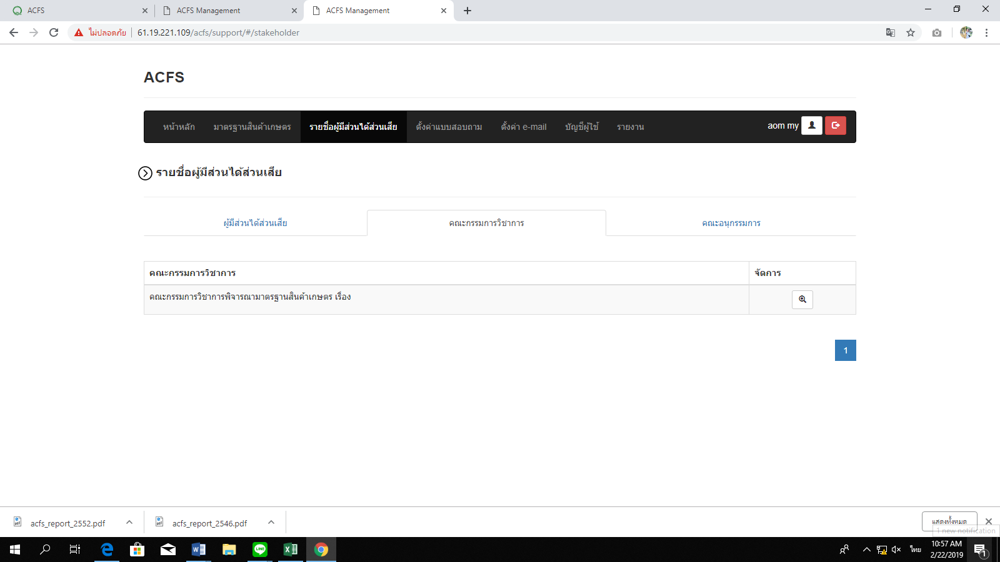 ACFS
ACFS Management
ACFS Management
ไม่ปลอดภัย
61.19.221.109/acfs/support/#/stakeholder
ACFS
หน้าหลัก
มาตรฐานสินค้าเกษตร
รายชื่อผู้มีส่วนได้ส่วนเสีย
ตั้งค่าแบบสอบถาม
ตั้งค่า e-mail
บัญชีผู้ใช้
รายงาน
aom my
รายชื่อผู้มีส่วนได้ส่วนเสีย
ผู้มีส่วนได้ส่วนเสีย
คณะกรรมการวิชาการ
คณะอนุกรรมการ
คณะกรรมการวิชาการ
จัดการ
คณะกรรมการวิชาการพิจารณามาตรฐานสินค้าเกษตร เรื่อง
1
acfs_report_2552.pdf
acfs_report_2546.pdf
แสดงทั้งหมด
1 new notification
ไทย
10:57 AM
2/22/2019
1